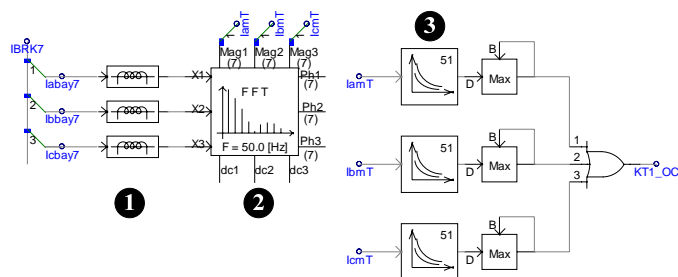 IBRK7
1
Iabay7
2
Ibbay7
3
Icbay7
1
X1
X2
X3
IamT
IbmT
IcmT
Mag1 Mag2 Mag3
(7) (7) (7)
FFT
F = 50.0 [Hz]
Ph1
(7)
Ph2
(7)
Ph3
(7)
dc1 dc2 dc3
2
3
IamT
51
D
B
Max
IbmT
51
D
B
Max
IcmT
51
D
B
Max
1
2
3
KT1_OC